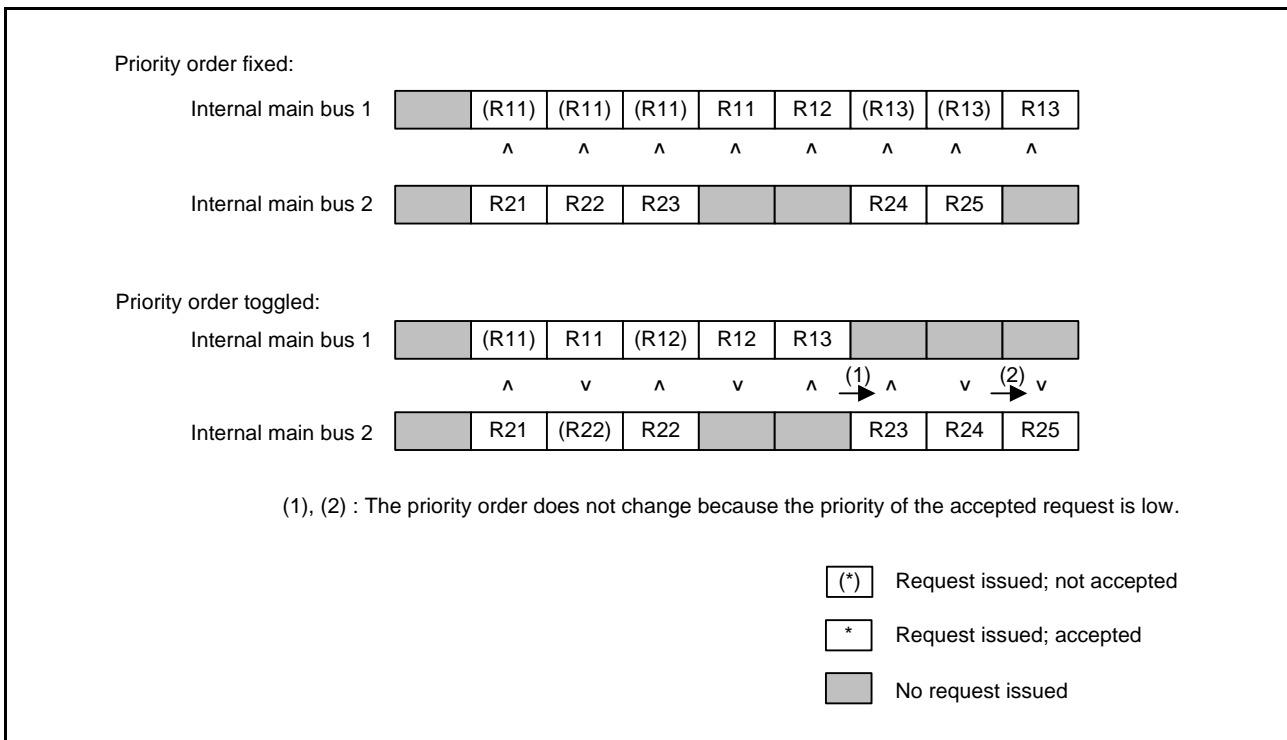 Priority order fixed:
Internal main bus 1 (R11) (R11) (R11) R11 R12 (R13) (R13) R13
∧ ∧ ∧ ∧ ∧ ∧ ∧ ∧
Internal main bus 2 R21 R22 R23 R24 R25
Priority order toggled:
Internal main bus 1 (R11) R11 (R12) R12 R13
∧ ∨ ∧ ∨ ∧ (1) ∧ ∨ (2) ∨
Internal main bus 2 R21 (R22) R22 R23 R24 R25
(1), (2) : The priority order does not change because the priority of the accepted request is low.
(*) Request issued; not accepted
* Request issued; accepted
No request issued